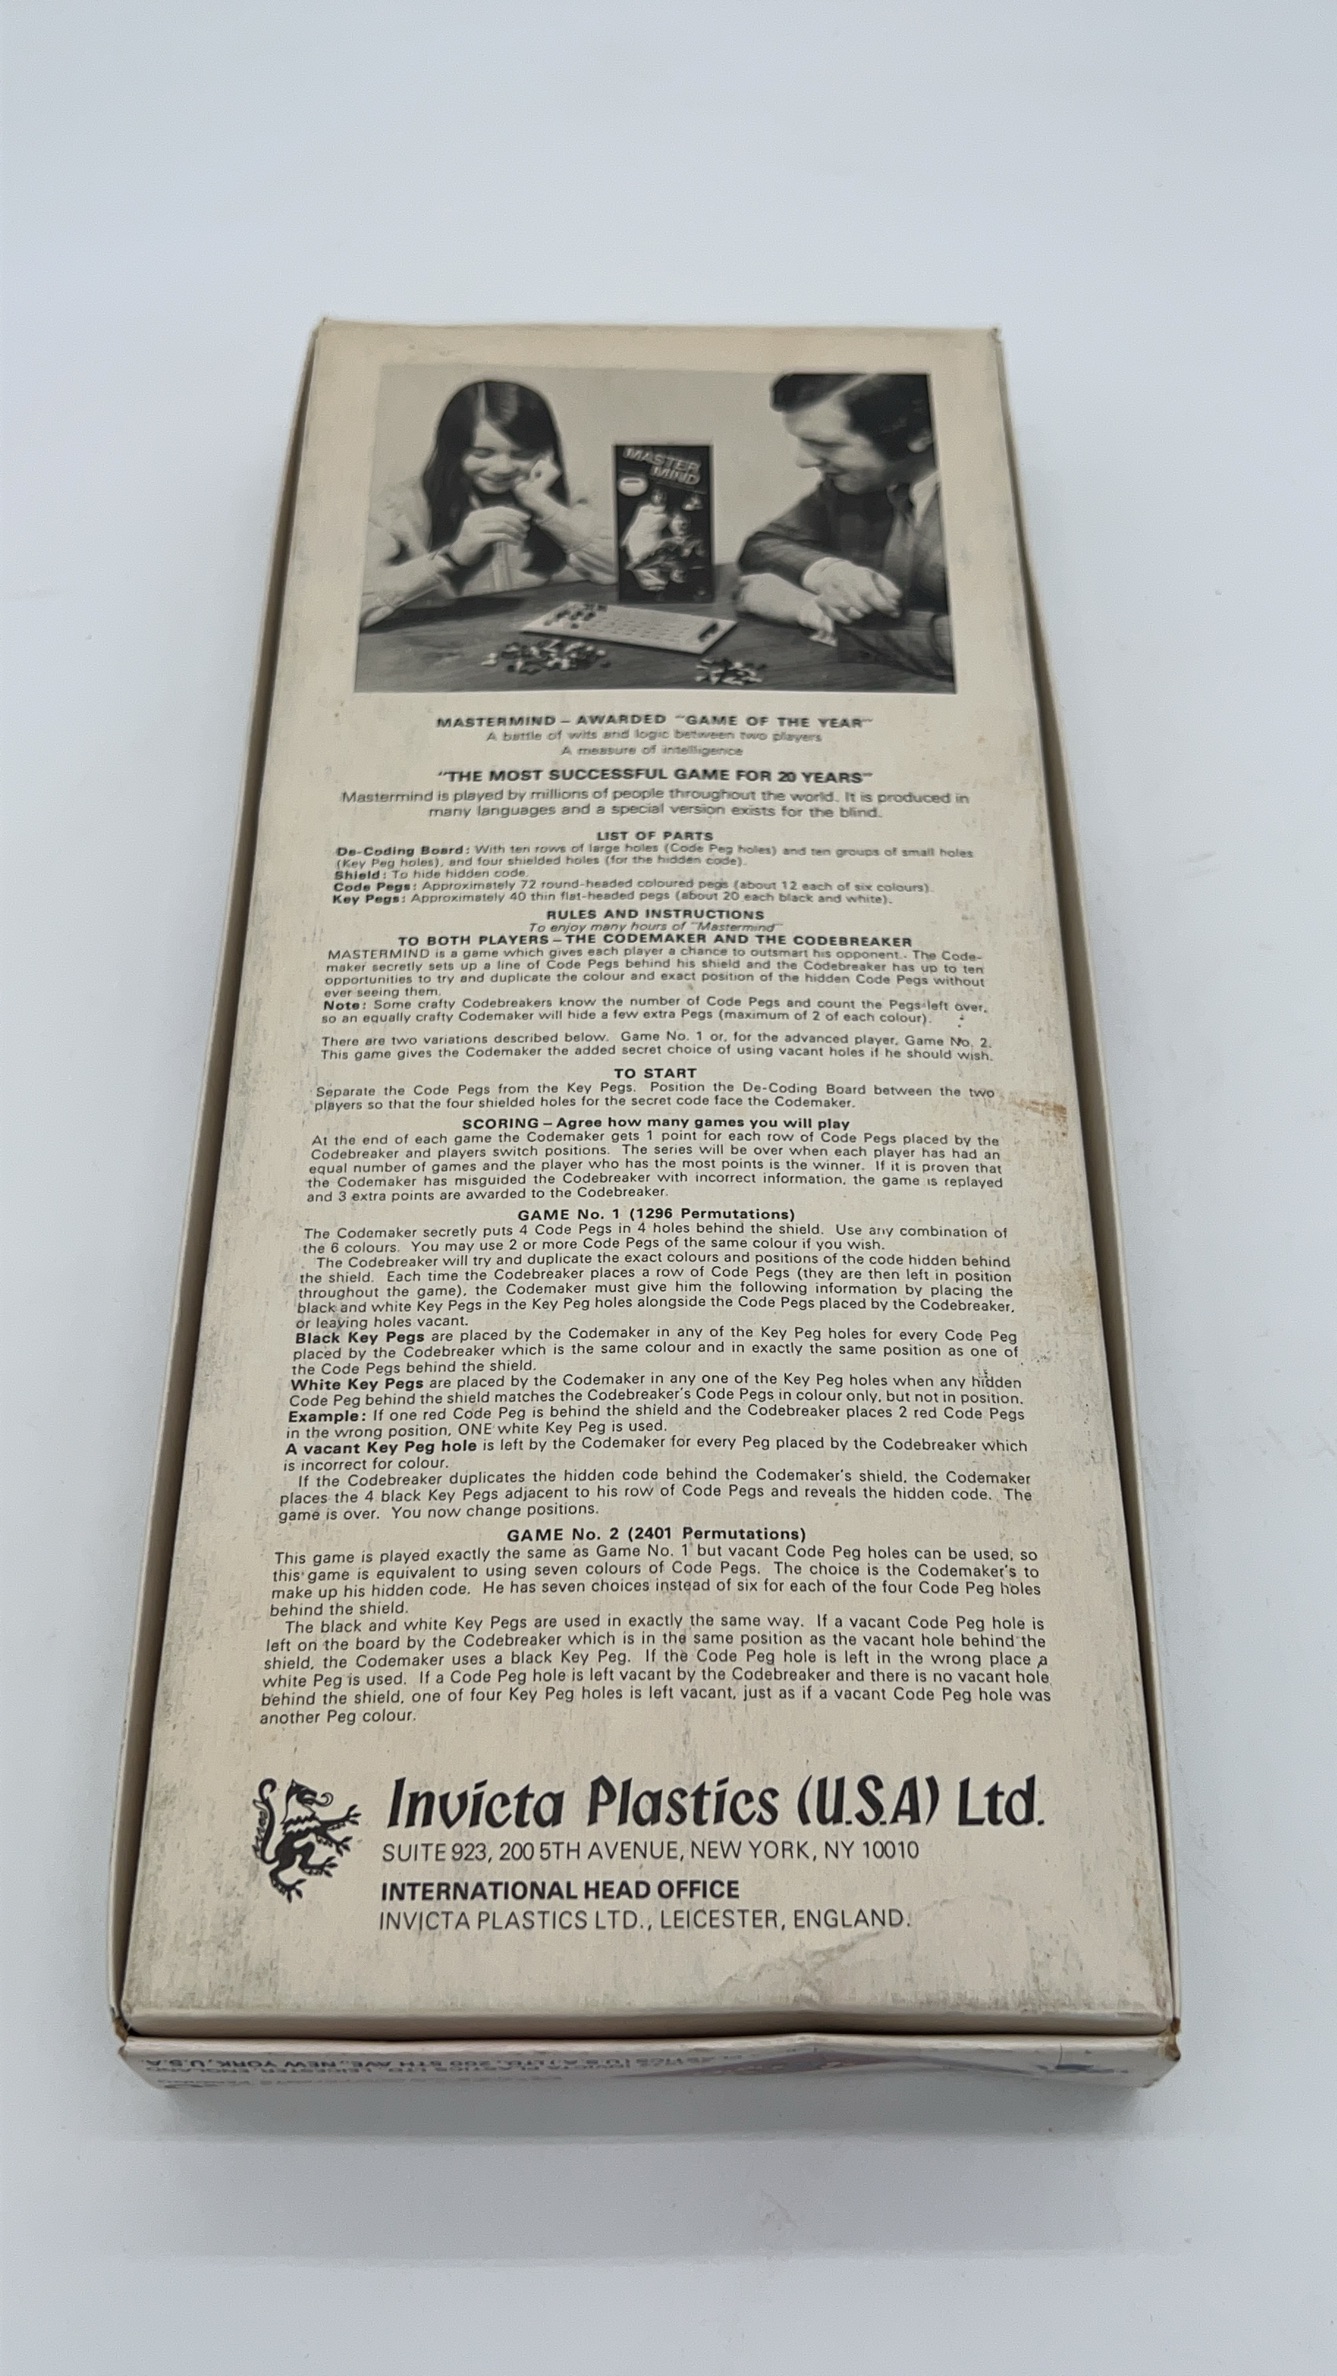 MASTER
MIND
MASTERMIND – AWARDED "GAME OF THE YEAR"
A battle of wits and logic between two players
A measure of intelligence
"THE MOST SUCCESSFUL GAME FOR 20 YEARS"
Mastermind is played by millions of people throughout the world. It is produced in
many languages and a special version exists for the blind.
LIST OF PARTS
De-Coding Board: With ten rows of large holes (Code Peg holes) and ten groups of small holes
(Key Peg holes), and four shielded holes (for the hidden code).
Shield: To hide hidden code.
Code Pegs: Approximately 72 round-headed coloured pegs (about 12 each of six colours).
Key Pegs: Approximately 40 thin flat-headed pegs (about 20 each black and white).
RULES AND INSTRUCTIONS
To enjoy many hours of "Mastermind"
TO BOTH PLAYERS – THE CODEMAKER AND THE CODEBREAKER
MASTERMIND is a game which gives each player a chance to outsmart his opponent. The Code-
maker secretly sets up a line of Code Pegs behind his shield and the Codebreaker has up to ten
opportunities to try and duplicate the colour and exact position of the hidden Code Pegs without
ever seeing them.
Note: Some crafty Codebreakers know the number of Code Pegs and count the Pegs left over,
so an equally crafty Codemaker will hide a few extra Pegs (maximum of 2 of each colour).
There are two variations described below. Game No. 1 or, for the advanced player, Game No. 2.
This game gives the Codemaker the added secret choice of using vacant holes if he should wish.
TO START
Separate the Code Pegs from the Key Pegs. Position the De-Coding Board between the two
players so that the four shielded holes for the secret code face the Codemaker.
SCORING – Agree how many games you will play
At the end of each game the Codemaker gets 1 point for each row of Code Pegs placed by the
Codebreaker and players switch positions. The series will be over when each player has had an
equal number of games and the player who has the most points is the winner. If it is proven that
the Codemaker has misguided the Codebreaker with incorrect information, the game is replayed
and 3 extra points are awarded to the Codebreaker.
GAME No. 1 (1296 Permutations)
The Codemaker secretly puts 4 Code Pegs in 4 holes behind the shield. Use any combination of
the 6 colours. You may use 2 or more Code Pegs of the same colour if you wish.
The Codebreaker will try and duplicate the exact colours and positions of the code hidden behind
the shield. Each time the Codebreaker places a row of Code Pegs (they are then left in position
throughout the game), the Codemaker must give him the following information by placing the
black and white Key Pegs in the Key Peg holes alongside the Code Pegs placed by the Codebreaker,
or leaving holes vacant.
Black Key Pegs are placed by the Codemaker in any of the Key Peg holes for every Code Peg
placed by the Codebreaker which is the same colour and in exactly the same position as one of
the Code Pegs behind the shield.
White Key Pegs are placed by the Codemaker in any one of the Key Peg holes when any hidden
Code Peg behind the shield matches the Codebreaker's Code Pegs in colour only, but not in position.
Example: If one red Code Peg is behind the shield and the Codebreaker places 2 red Code Pegs
in the wrong position, ONE white Key Peg is used.
A vacant Key Peg hole is left by the Codemaker for every Peg placed by the Codebreaker which
is incorrect for colour.
If the Codebreaker duplicates the hidden code behind the Codemaker's shield, the Codemaker
places the 4 black Key Pegs adjacent to his row of Code Pegs and reveals the hidden code. The
game is over. You now change positions.
GAME No. 2 (2401 Permutations)
This game is played exactly the same as Game No. 1 but vacant Code Peg holes can be used, so
this game is equivalent to using seven colours of Code Pegs. The choice is the Codemaker's to
make up his hidden code. He has seven choices instead of six for each of the four Code Peg holes
behind the shield.
The black and white Key Pegs are used in exactly the same way. If a vacant Code Peg hole is
left on the board by the Codebreaker which is in the same position as the vacant hole behind the
shield, the Codemaker uses a black Key Peg. If the Code Peg hole is left in the wrong place a
white Peg is used. If a Code Peg hole is left vacant by the Codebreaker and there is no vacant hole
behind the shield, one of four Key Peg holes is left vacant, just as if a vacant Code Peg hole was
another Peg colour.
Invicta Plastics (U.S.A) Ltd.
SUITE 923, 200 5TH AVENUE, NEW YORK, NY 10010
INTERNATIONAL HEAD OFFICE
INVICTA PLASTICS LTD., LEICESTER, ENGLAND.
PLASTICS (U.S.A.) LTD., 200 5TH AVE., NEW YORK, U.S.A.
PLASTICS LTD. LEICESTER, ENGLAND